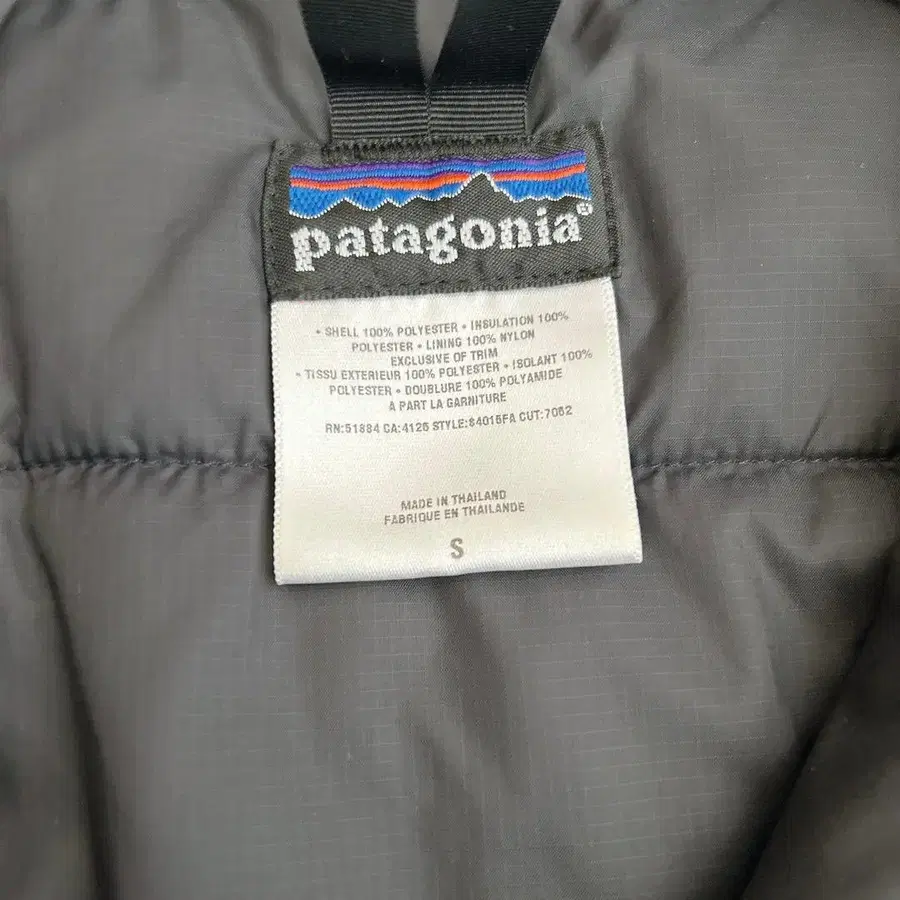 patagonia®
• SHELL 100% POLYESTER • INSULATION 100%
POLYESTER • LINING 100% NYLON
EXCLUSIVE OF TRIM
• TISSU EXTERIEUR 100% POLYESTER • ISOLANT 100%
POLYESTER • DOUBLURE 100% POLYAMIDE
A PART LA GARNITURE
RN:51884 CA:4125 STYLE:84015FA CUT:7052
MADE IN THAILAND
FABRIQUE EN THAILANDE
S